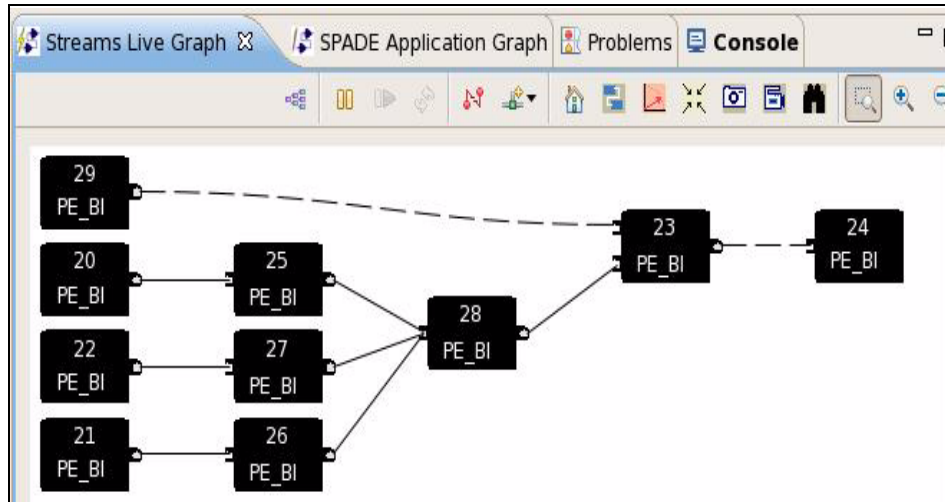 Streams Live Graph SPADE Application Graph Problems Console
29
PE_BI
20
PE_BI
25
PE_BI
22
PE_BI
27
PE_BI
21
PE_BI
26
PE_BI
28
PE_BI
23
PE_BI
24
PE_BI